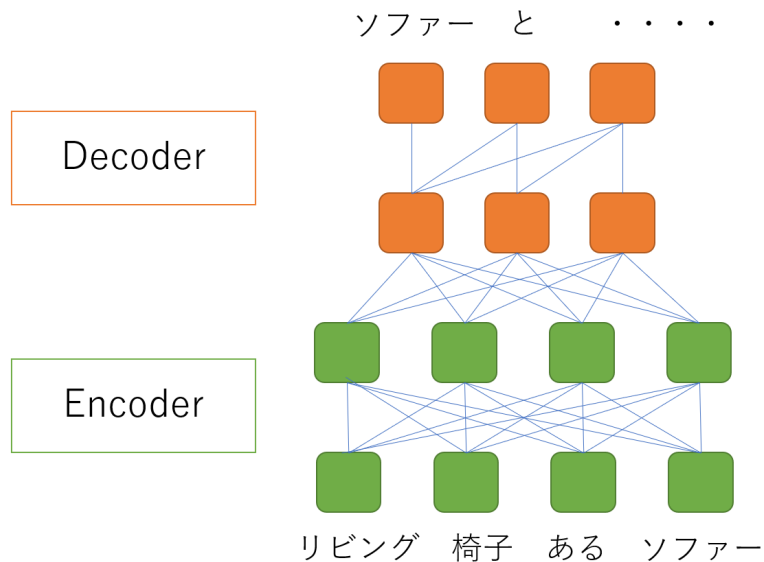 ソファー と ・・・・
Decoder
Encoder
リビング 椅子 ある ソファー